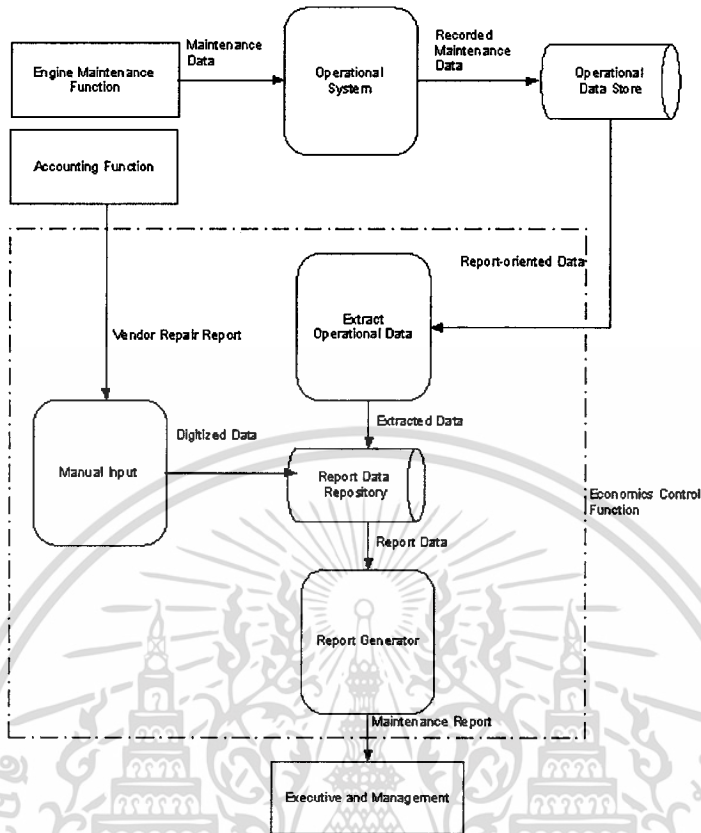 Maintenance
Data
Recorded
Maintenance
Data
Engine Maintenance
Function
Operational
System
Operational
Data Store
Accounting Function
Report-oriented Data
Extract
Operational Data
Vendor Repair Report
Extracted Data
Digitized Data
Manual Input
Report Data
Repository
Economics Control
Function
Report Data
Report Generator
Maintenance Report
Executive and Management